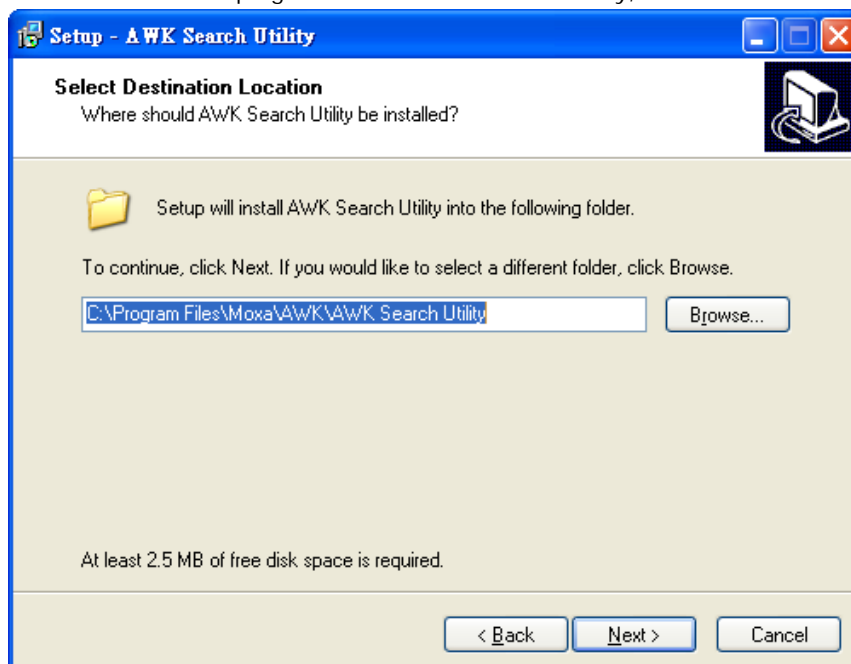 Setup - AWK Search Utility
Select Destination Location
Where should AWK Search Utility be installed?
Setup will install AWK Search Utility into the following folder.
To continue, click Next. If you would like to select a different folder, click Browse.
C:\Program Files\Moxa\AWK\AWK Search Utility
Browse...
At least 2.5 MB of free disk space is required.
< Back
Next >
Cancel